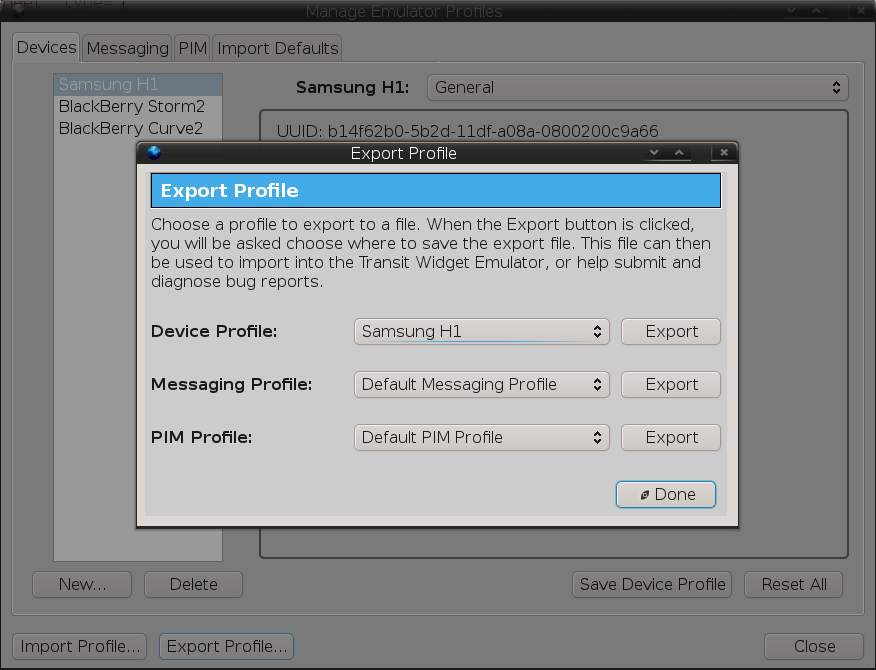 Manage Emulator Profiles
Devices Messaging PIM Import Defaults
Samsung H1
BlackBerry Storm2
BlackBerry Curve2
Samsung H1: General
UUID: b14f62b0-5b2d-11df-a08a-0800200c9a66
Export Profile
Export Profile
Choose a profile to export to a file. When the Export button is clicked,
you will be asked choose where to save the export file. This file can then
be used to import into the Transit Widget Emulator, or help submit and
diagnose bug reports.
Device Profile: Samsung H1 Export
Messaging Profile: Default Messaging Profile Export
PIM Profile: Default PIM Profile Export
Done
New... Delete Save Device Profile Reset All
Import Profile... Export Profile... Close